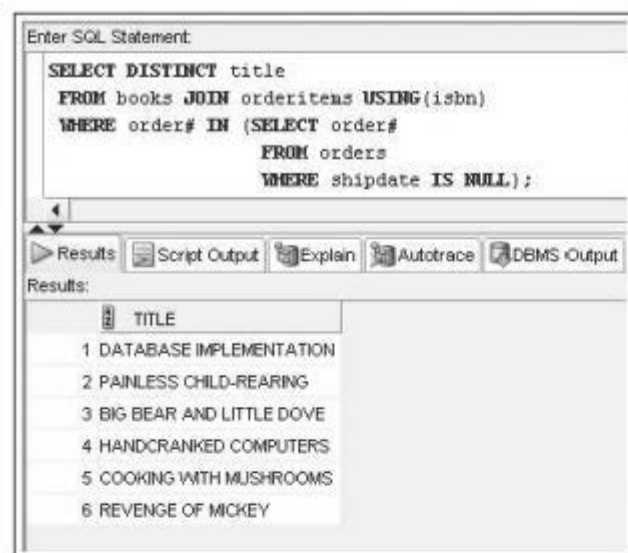 Enter SQL Statement:
SELECT DISTINCT title
FROM books JOIN orderitems USING(isbn)
WHERE order# IN (SELECT order#
FROM orders
WHERE shipdate IS NULL);
Results Script Output Explain Autotrace DBMS Output
Results:
TITLE
1 DATABASE IMPLEMENTATION
2 PAINLESS CHILD-REARING
3 BIG BEAR AND LITTLE DOVE
4 HANDCRANKED COMPUTERS
5 COOKING WITH MUSHROOMS
6 REVENGE OF MICKEY